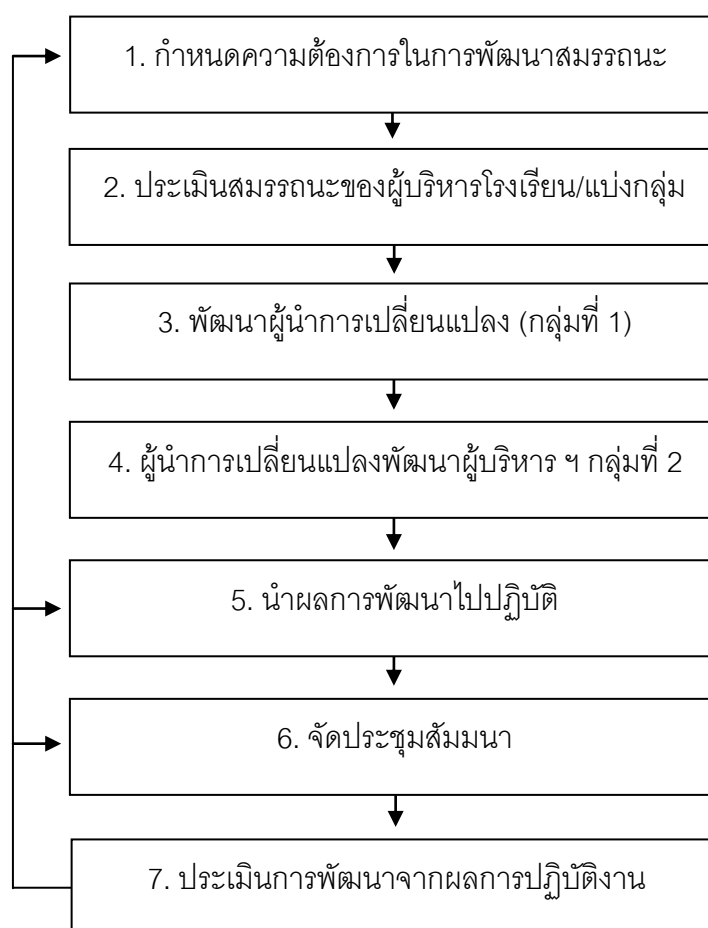 1. กำหนดความต้องการในการพัฒนาสมรรถนะ
2. ประเมินสมรรถนะของผู้บริหารโรงเรียน/แบ่งกลุ่ม
3. พัฒนาผู้นำการเปลี่ยนแปลง (กลุ่มที่ 1)
4. ผู้นำการเปลี่ยนแปลงพัฒนาผู้บริหาร ฯ กลุ่มที่ 2
5. นำผลการพัฒนาไปปฏิบัติ
6. จัดประชุมสัมมนา
7. ประเมินการพัฒนาจากผลการปฏิบัติงาน